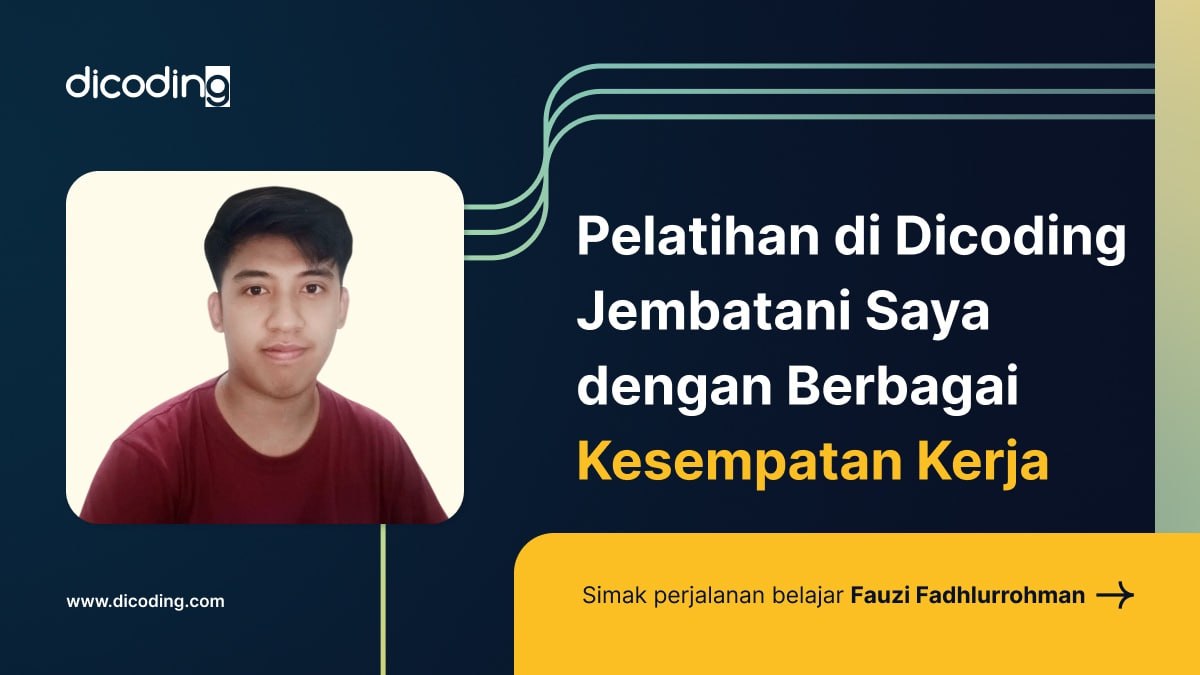 dicoding
Pelatihan di Dicoding
Jembatani Saya
dengan Berbagai
Kesempatan Kerja
www.dicoding.com
Simak perjalanan belajar Fauzi Fadhlurrohman